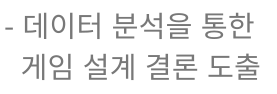 - 데이터 분석을 통한
게임 설계 결론 도출